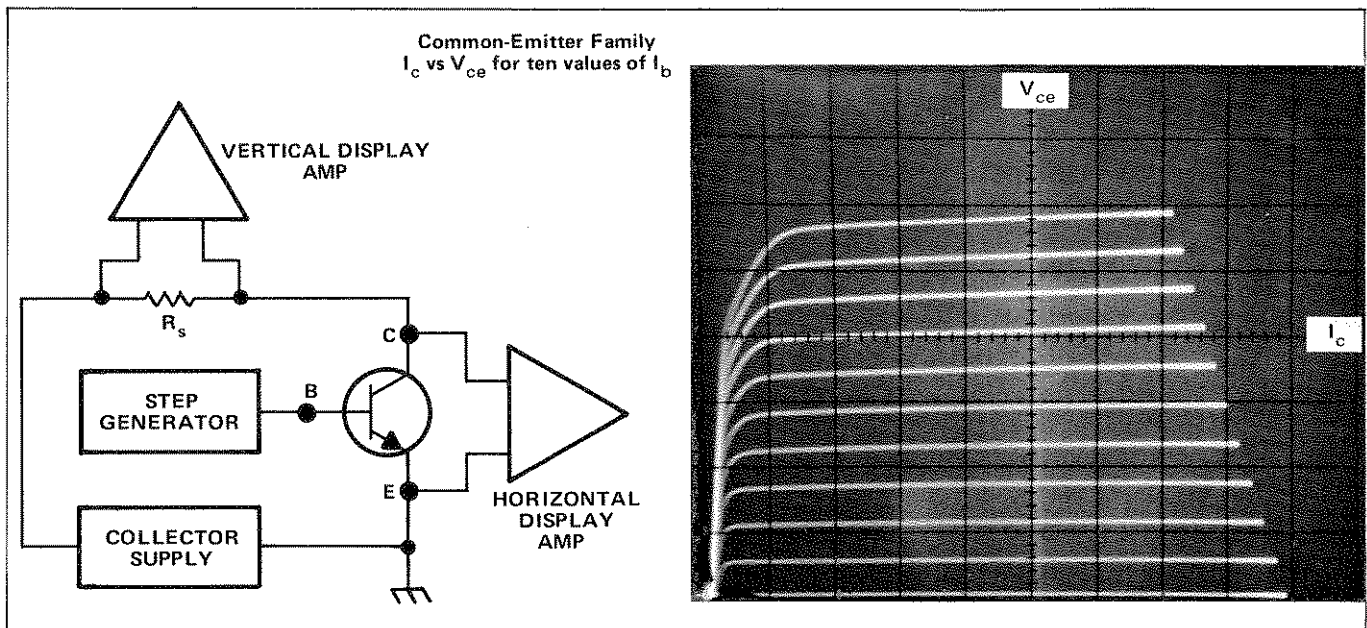 Common-Emitter Family
I_c vs V_ce for ten values of I_b
VERTICAL DISPLAY
AMP
R_s
C
B
STEP
GENERATOR
E
HORIZONTAL
DISPLAY
AMP
COLLECTOR
SUPPLY
V_ce
I_c